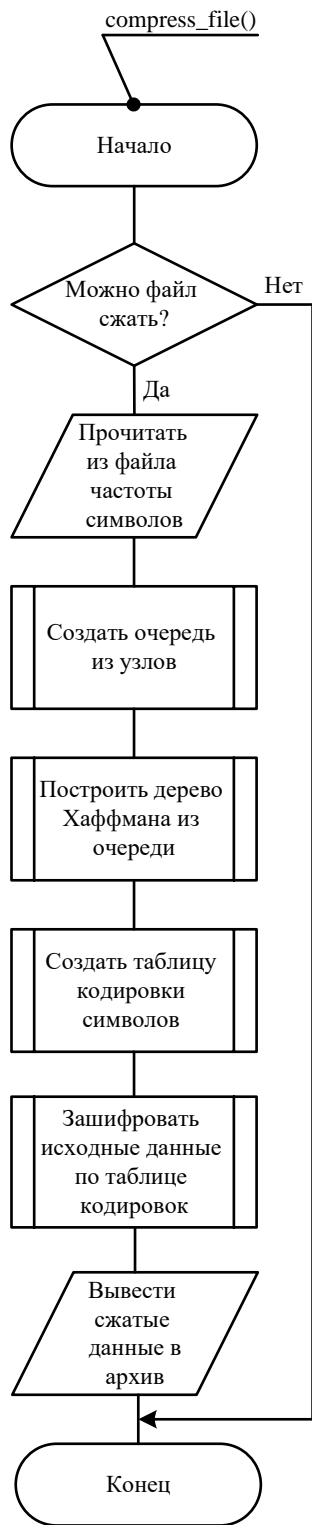 compress_file()
Начало
Можно файл
сжать?
Нет
Да
Прочитать
из файла
частоты
символов
Создать очередь
из узлов
Построить дерево
Хаффмана из
очереди
Создать таблицу
кодировки
символов
Зашифровать
исходные данные
по таблице
кодировок
Вывести
сжатые
данные в
архив
Конец